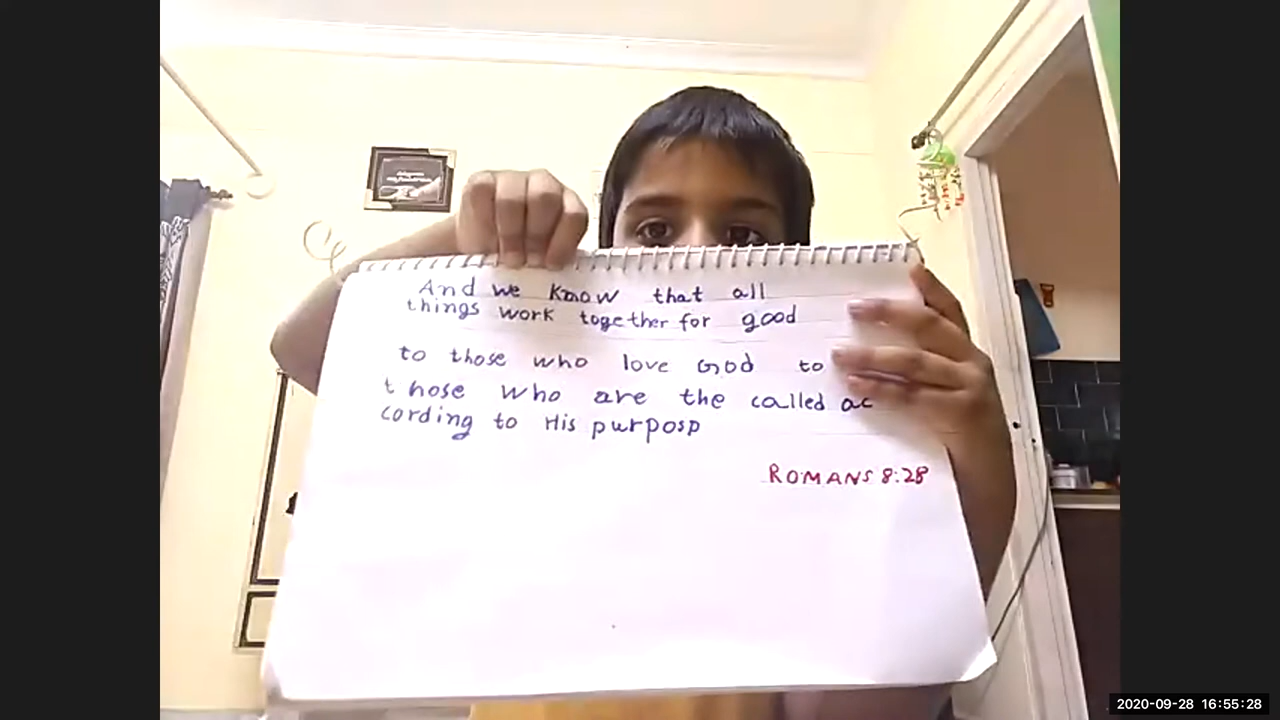 And we know that all
things work together for good
to those who love God to
those who are the called ac
cording to His purposp
ROMANS 8:28
2020-09-28 16:55:28